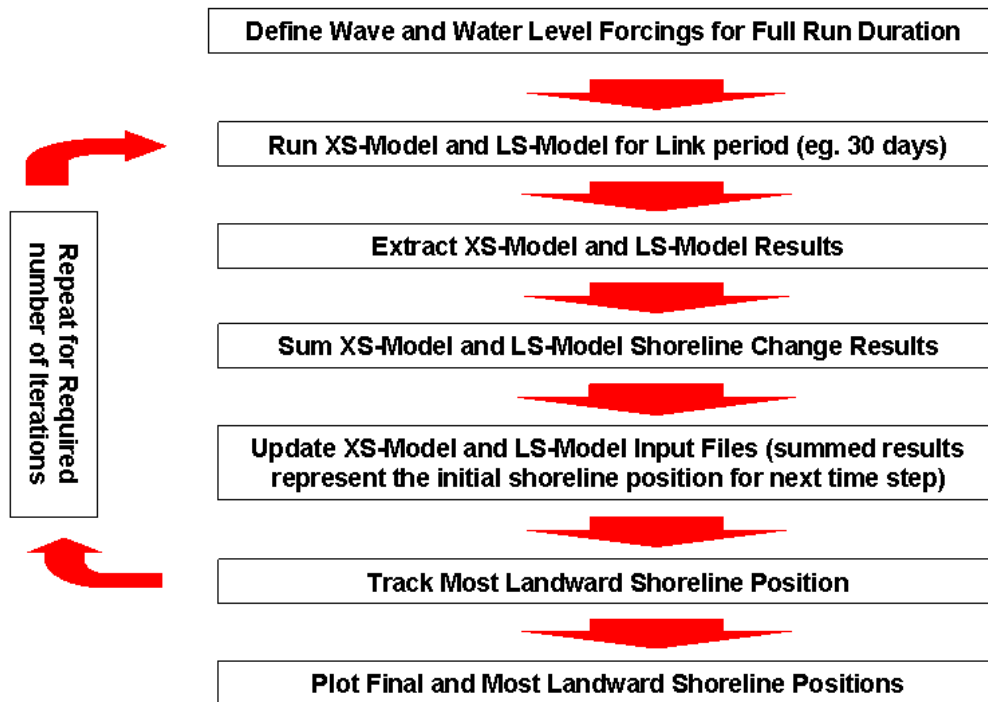 Define Wave and Water Level Forcings for Full Run Duration
Run XS-Model and LS-Model for Link period (eg. 30 days)
Extract XS-Model and LS-Model Results
Sum XS-Model and LS-Model Shoreline Change Results
Update XS-Model and LS-Model Input Files (summed results
represent the initial shoreline position for next time step)
Track Most Landward Shoreline Position
Plot Final and Most Landward Shoreline Positions
Repeat for Required
number of Iterations